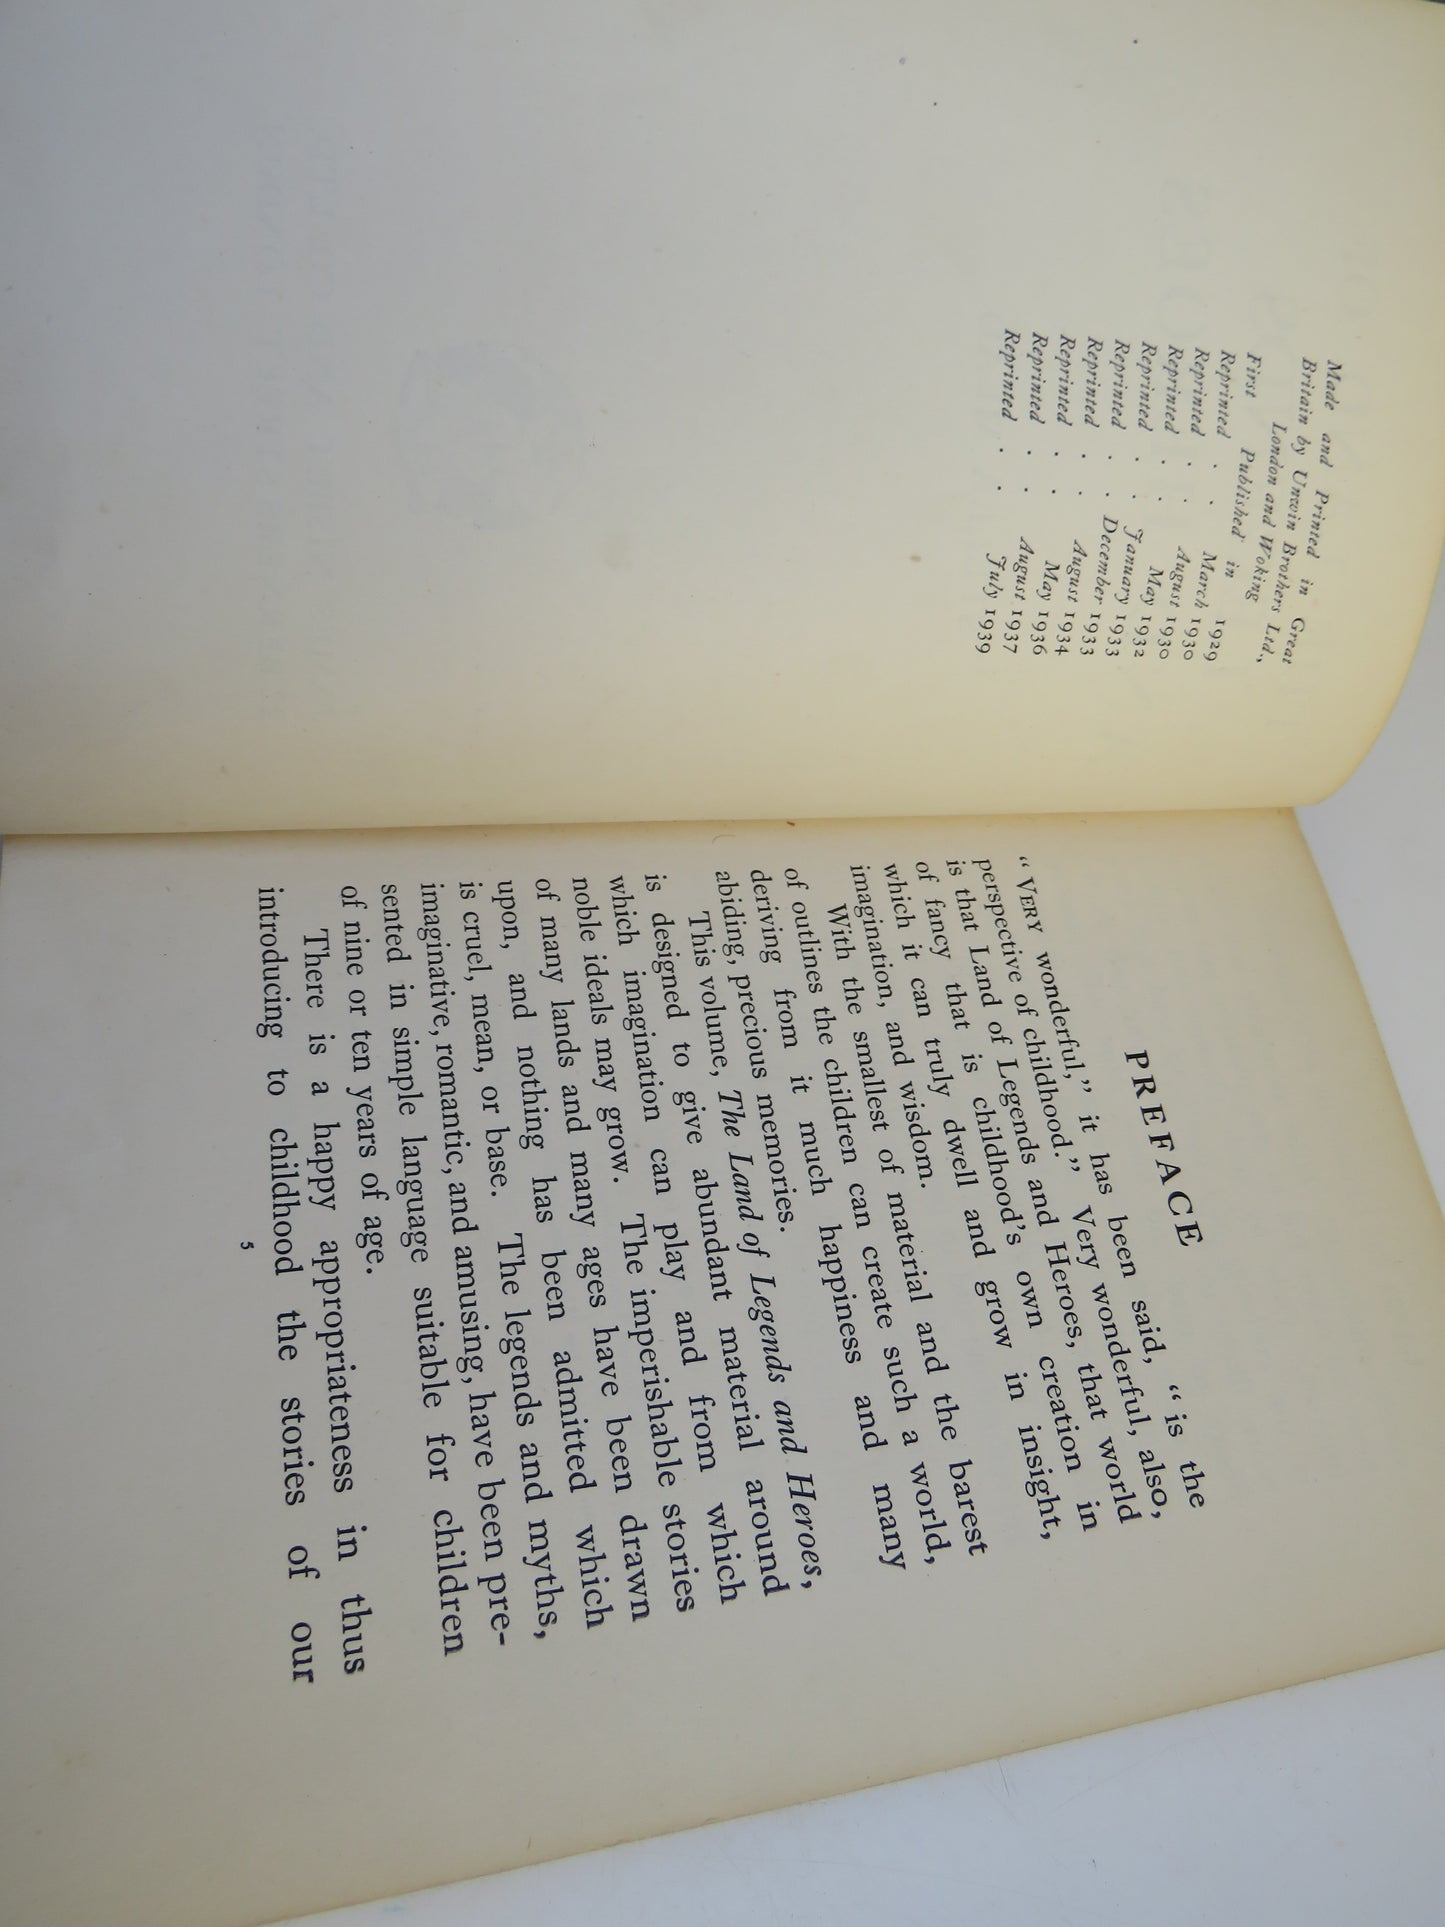 Made and Printed in Great
Britain by Unwin Brothers Ltd.,
London and Woking
First Published in 1929
Reprinted . . March 1930
Reprinted . . August 1930
Reprinted . . May 1932
Reprinted . . January 1933
Reprinted . . December 1933
Reprinted . . August 1934
Reprinted . . May 1936
Reprinted . . August 1937
Reprinted . . July 1939
PREFACE
“ VERY wonderful,” it has been said, “ is the
perspective of childhood.” Very wonderful, also,
is that Land of Legends and Heroes, that world
of fancy that is childhood’s own creation in
which it can truly dwell and grow in insight,
imagination, and wisdom.
With the smallest of material and the barest
of outlines the children can create such a world,
deriving from it much happiness and many
abiding, precious memories.
This volume, The Land of Legends and Heroes,
is designed to give abundant material around
which imagination can play and from which
noble ideals may grow. The imperishable stories
of many lands and many ages have been drawn
upon, and nothing has been admitted which
is cruel, mean, or base. The legends and myths,
imaginative, romantic, and amusing, have been pre-
sented in simple language suitable for children
of nine or ten years of age.
There is a happy appropriateness in thus
introducing to childhood the stories of our
5